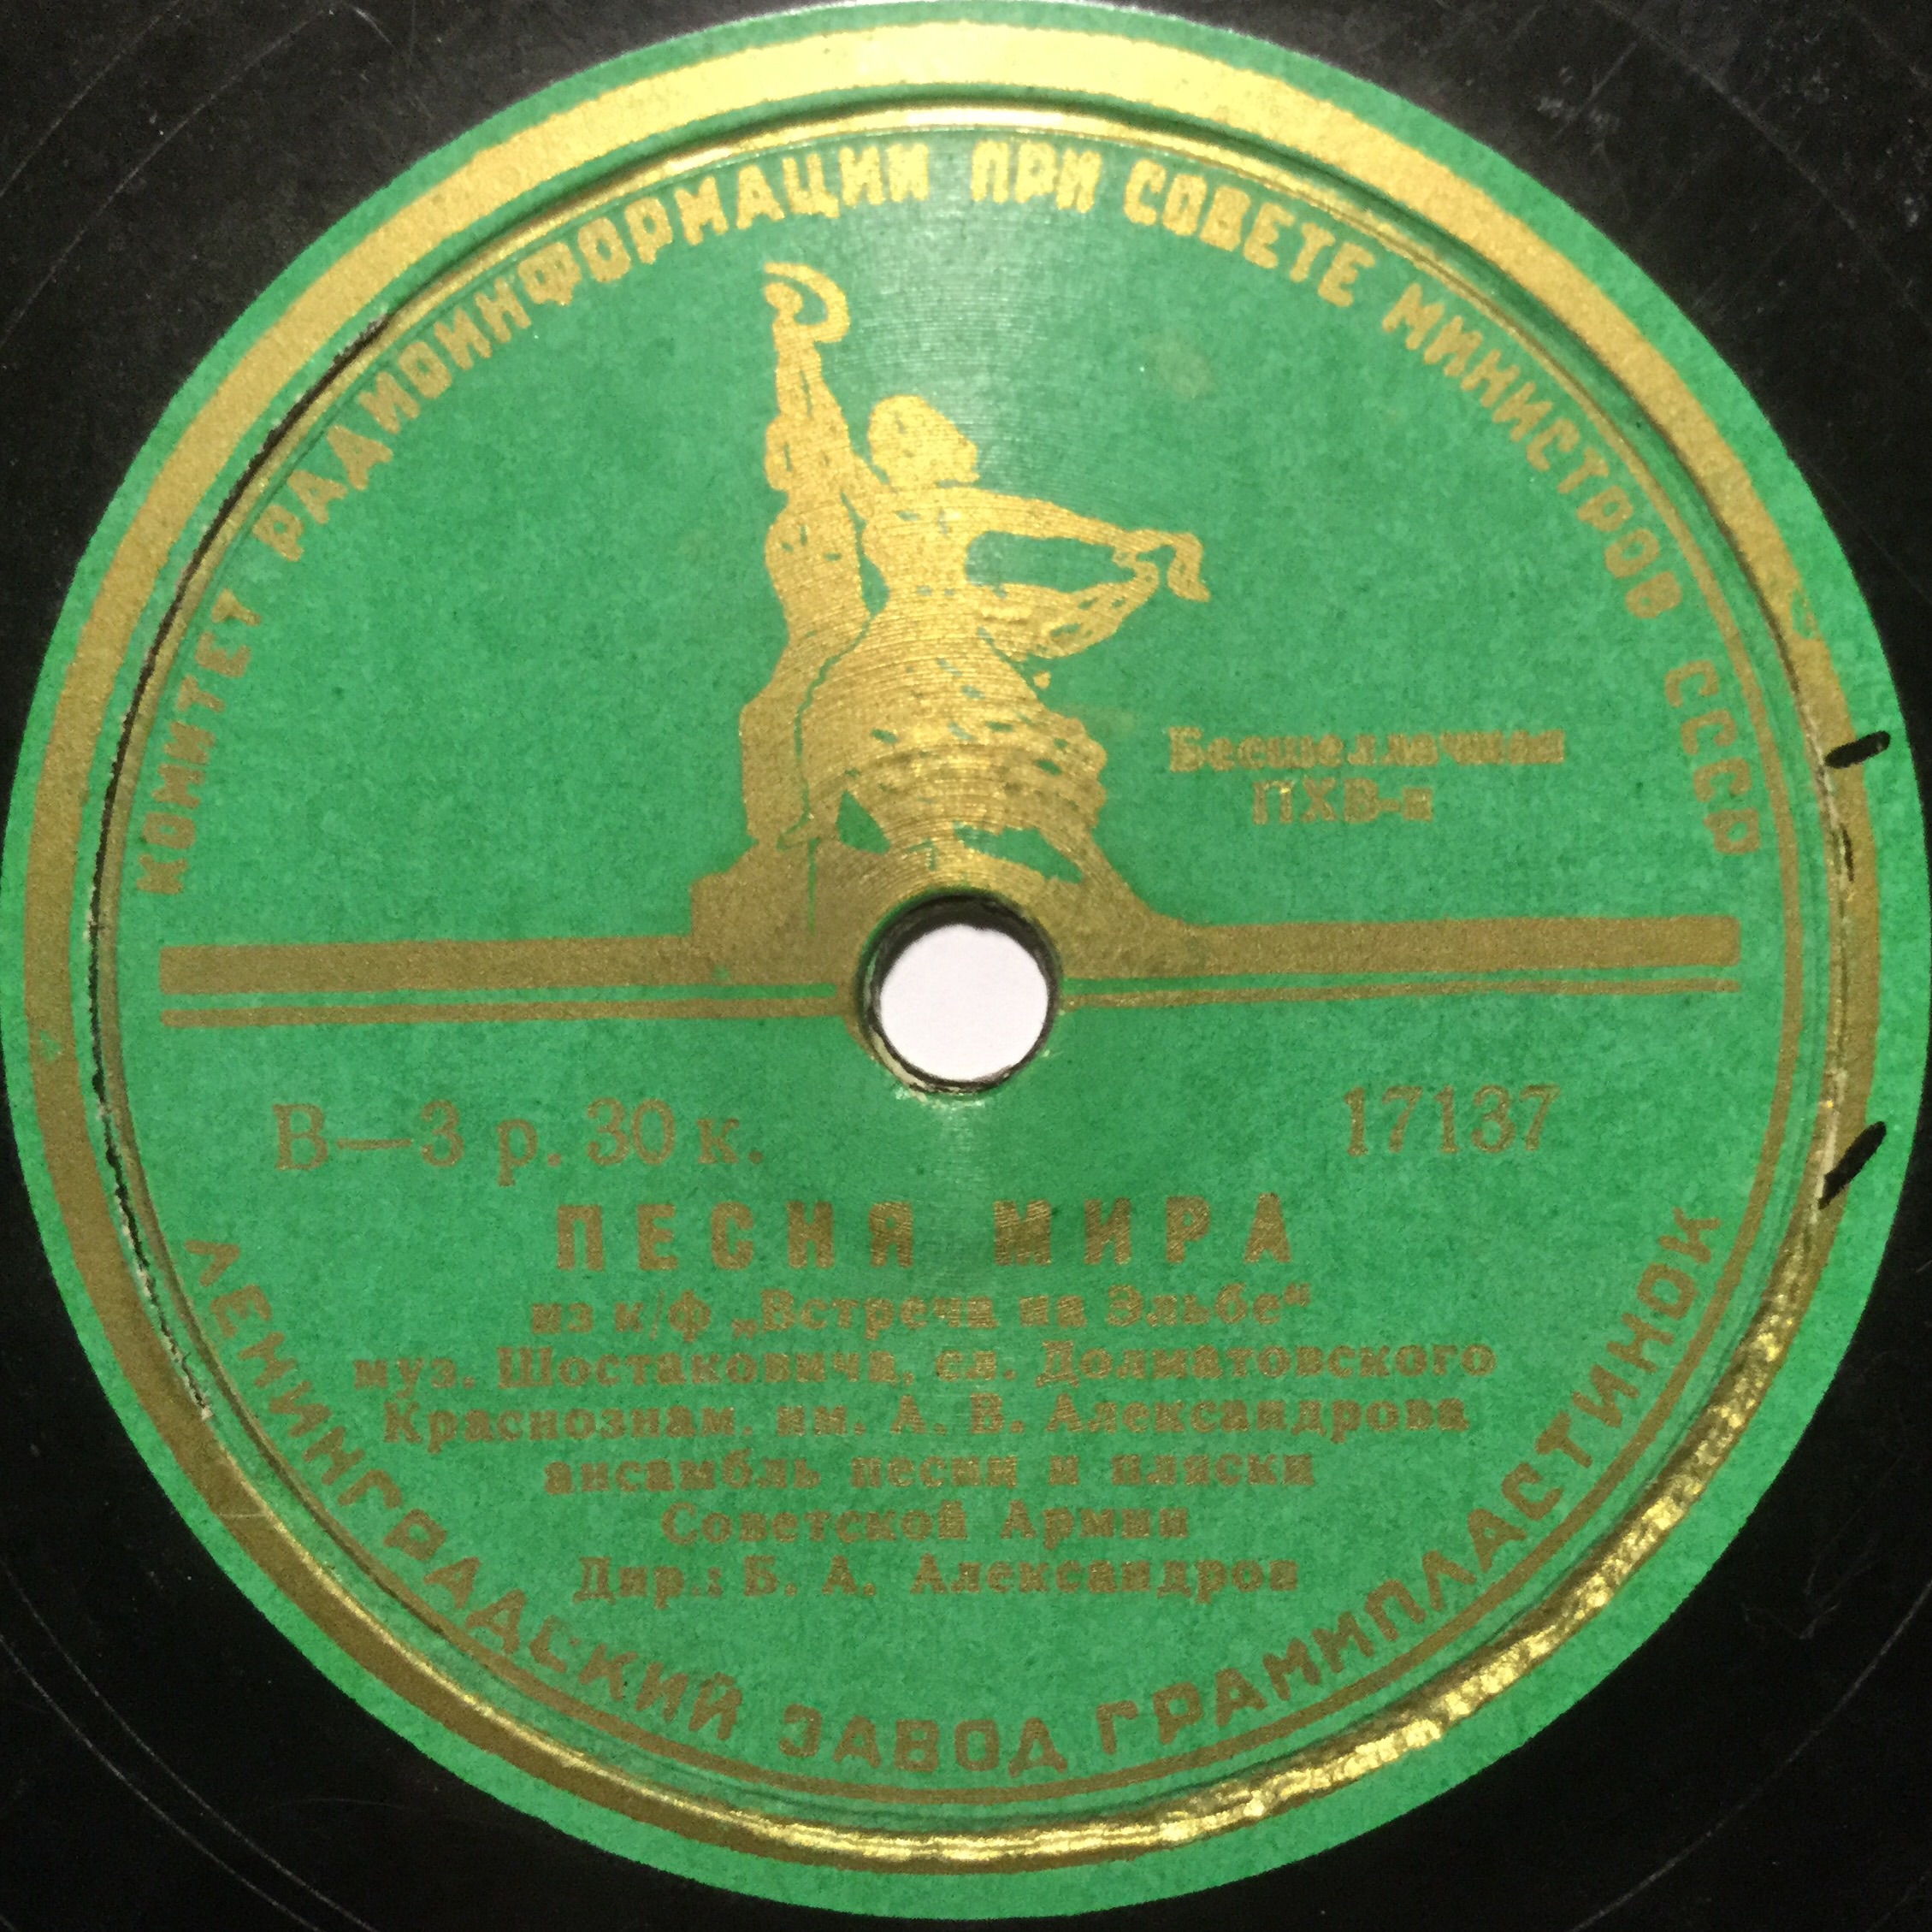 КОМИТЕТ РАДИОИНФОРМАЦИИ ПРИ СОВЕТЕ МИНИСТРОВ СССР
Бесшеллачная
ПХВ-я
В—3 р. 30 к.
17137
ПЕСНЯ МИРА
из к/ф „Встреча на Эльбе“
муз. Шостаковича, сл. Долматовского
Краснознам. им. А. В. Александрова
ансамбль песни и пляски
Советской Армии
Дир.: Б. А. Александров
ЛЕНИНГРАДСКИЙ ЗАВОД ГРАММПЛАСТИНОК